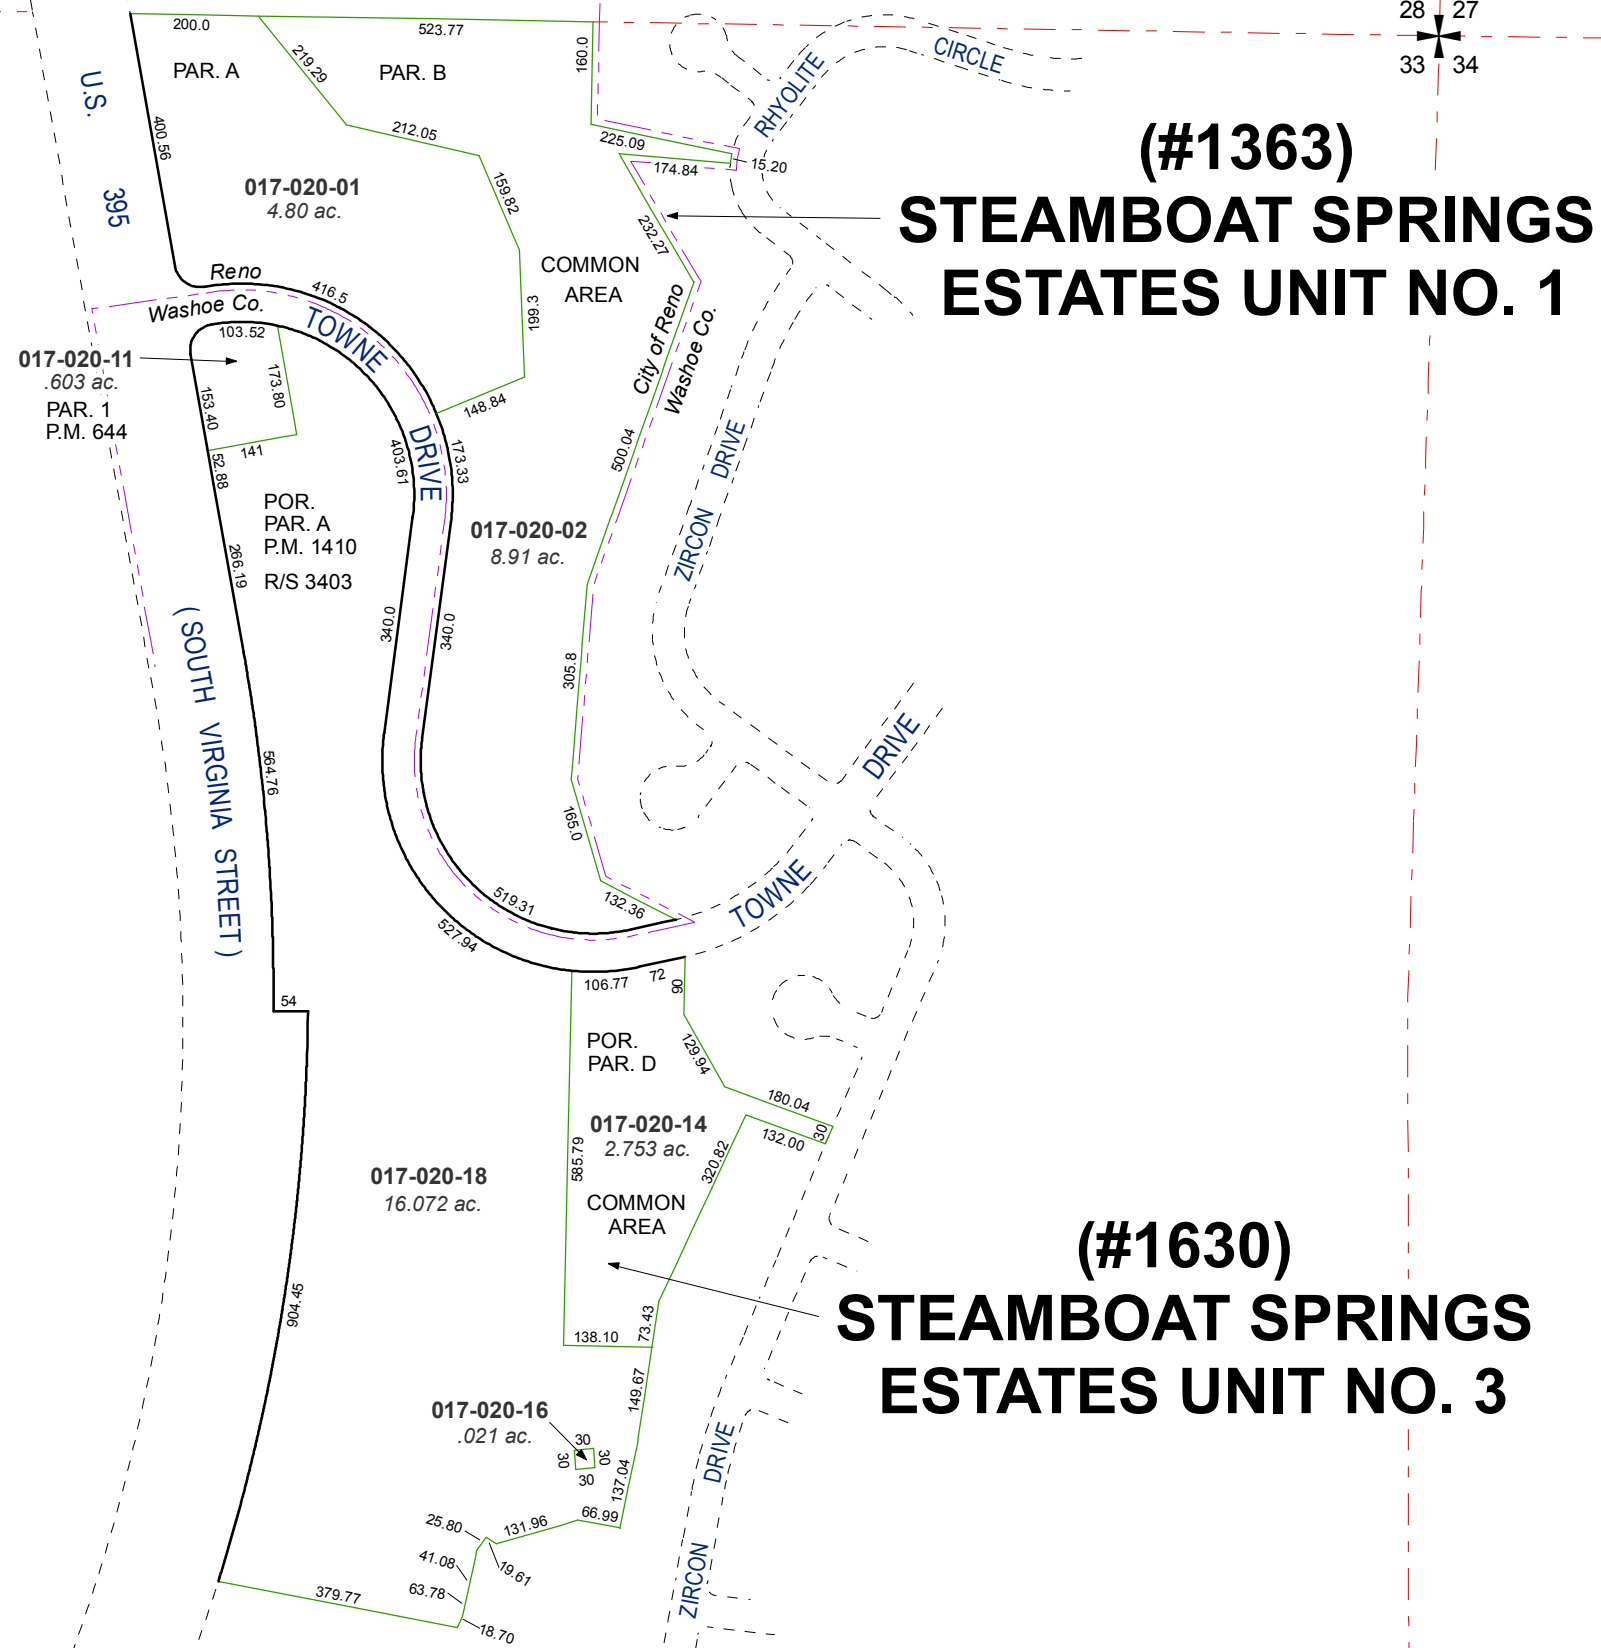 28 27
33 34
200.0
523.77
219.29
PAR. A
PAR. B
160.0
RHYOLITE
CIRCLE
U.S.
395
400.56
212.05
225.09
174.84
15.20
(#1363)
STEAMBOAT SPRINGS
ESTATES UNIT NO. 1
017-020-01
4.80 ac.
159.82
232.27
COMMON
AREA
199.3
Reno
Washoe Co.
416.5
TOWNE
DRIVE
103.52
017-020-11
.603 ac.
PAR. 1
P.M. 644
173.80
153.40
141
52.88
148.84
City of Reno
Washoe Co.
403.61
173.33
500.04
ZIRCON DRIVE
POR.
PAR. A
P.M. 1410
R/S 3403
017-020-02
8.91 ac.
266.19
340.0
340.0
305.8
(SOUTH VIRGINIA STREET)
564.76
165.0
DRIVE
TOWNE
519.31
527.94
132.36
54
106.77
72
90
POR.
PAR. D
129.94
180.04
132.00
30
017-020-14
2.753 ac.
585.79
320.82
COMMON
AREA
017-020-18
16.072 ac.
904.45
(#1630)
STEAMBOAT SPRINGS
ESTATES UNIT NO. 3
138.10
73.43
149.67
017-020-16
.021 ac.
30
30
30
30
137.04
66.99
131.96
25.80
19.61
41.08
63.78
18.70
379.77
ZIRCON DRIVE